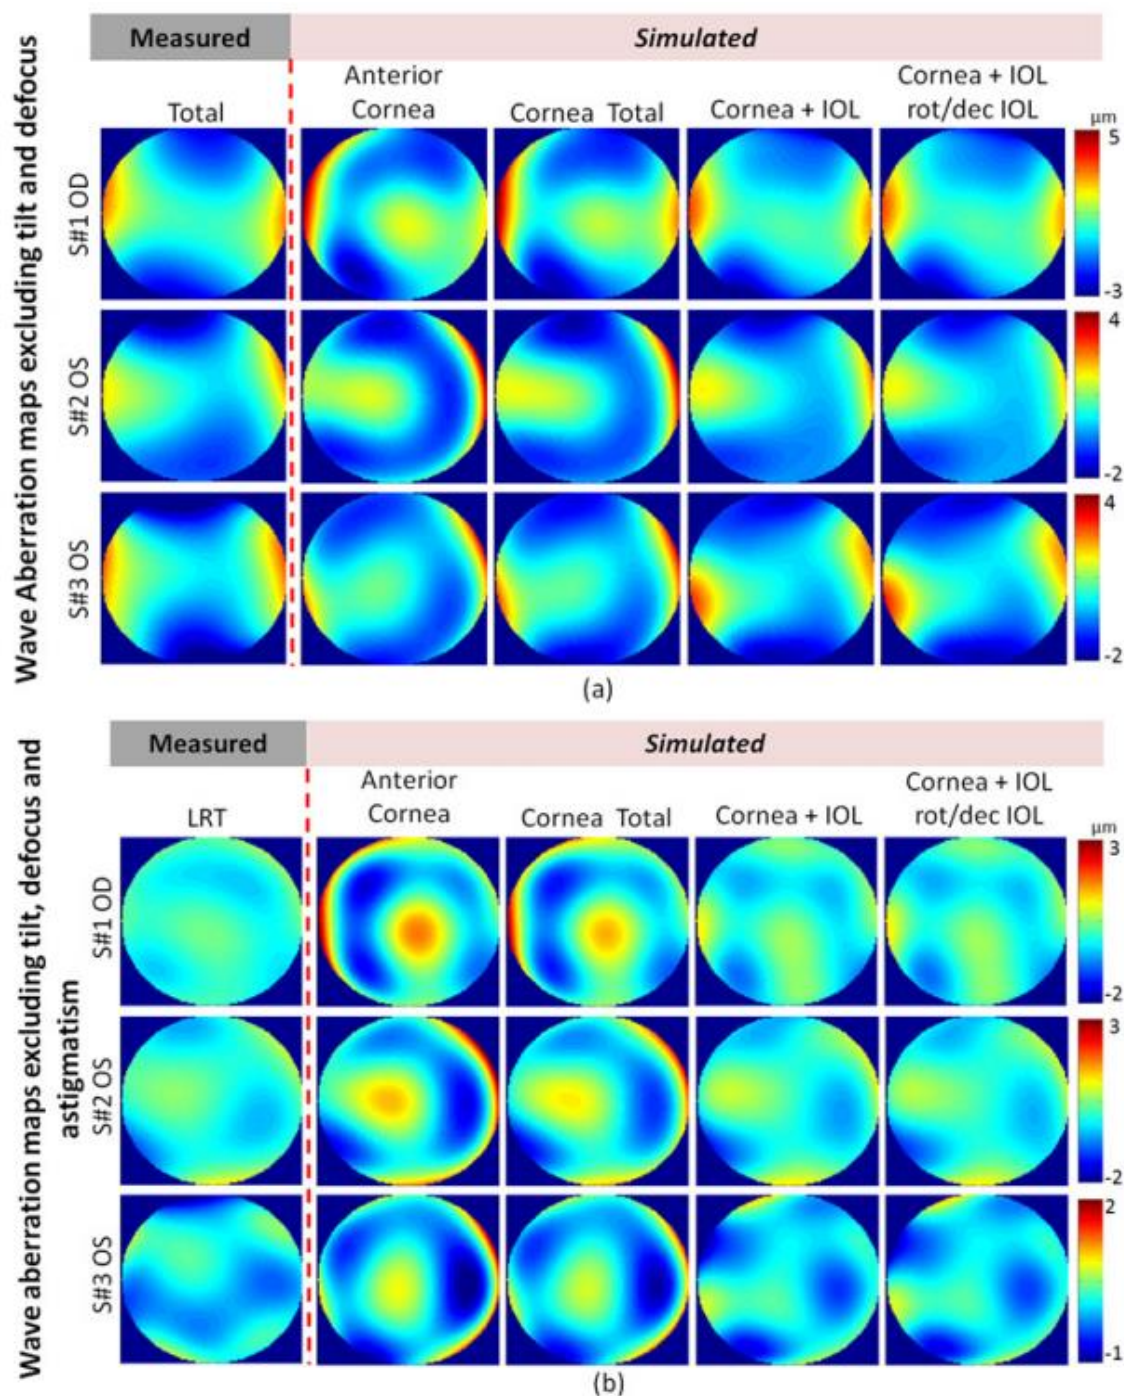 Wave Aberration maps excluding tilt and defocus
Measured
Simulated
Total
Anterior
Cornea
Cornea Total
Cornea + IOL
Cornea + IOL
rot/dec IOL
µm
S#1 OD
5
-3
S#2 OS
4
-2
S#3 OS
4
-2
(a)
Wave aberration maps excluding tilt, defocus and
astigmatism
Measured
Simulated
LRT
Anterior
Cornea
Cornea Total
Cornea + IOL
Cornea + IOL
rot/dec IOL
µm
S#1 OD
3
-2
S#2 OS
3
-2
S#3 OS
2
-1
(b)